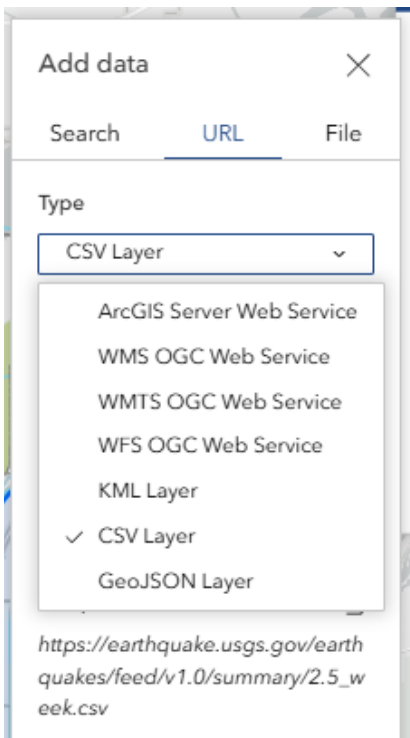 Add data
Search URL File
Type
CSV Layer
ArcGIS Server Web Service
WMS OGC Web Service
WMTS OGC Web Service
WFS OGC Web Service
KML Layer
CSV Layer
GeoJSON Layer
https://earthquake.usgs.gov/earth
quakes/feed/v1.0/summary/2.5_w
eek.csv